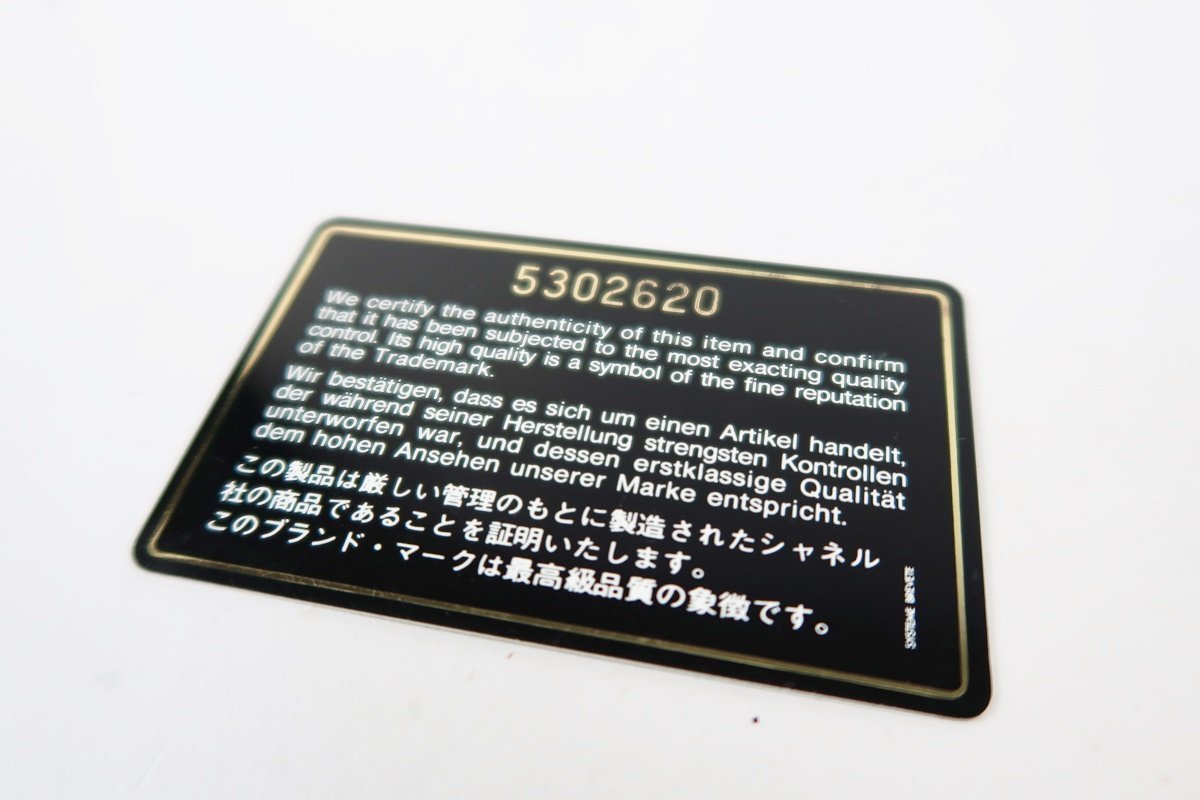 5302620
We certify the authenticity of this item and confirm
that it has been subjected to the most exacting quality
control. Its high quality is a symbol of the fine reputation
of the Trademark.
Wir bestätigen, dass es sich um einen Artikel handelt,
der während seiner Herstellung strengsten Kontrollen
unterworfen war, und dessen erstklassige Qualität
dem hohen Ansehen unserer Marke entspricht.
この製品は厳しい管理のもとに製造されたシャネル
社の商品であることを証明いたします。
このブランド・マークは最高級品質の象徴です。
SYSTEME BREVETE